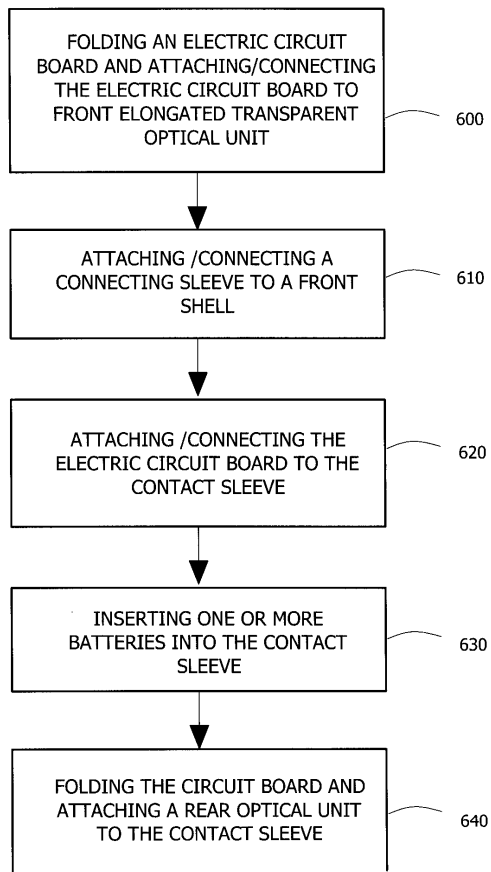 FOLDING AN ELECTRIC CIRCUIT
BOARD AND ATTACHING/CONNECTING
THE ELECTRIC CIRCUIT BOARD TO
FRONT ELONGATED TRANSPARENT
OPTICAL UNIT
600
ATTACHING /CONNECTING A
CONNECTING SLEEVE TO A FRONT
SHELL
610
ATTACHING /CONNECTING THE
ELECTRIC CIRCUIT BOARD TO THE
CONTACT SLEEVE
620
INSERTING ONE OR MORE
BATTERIES INTO THE CONTACT
SLEEVE
630
FOLDING THE CIRCUIT BOARD AND
ATTACHING A REAR OPTICAL UNIT
TO THE CONTACT SLEEVE
640